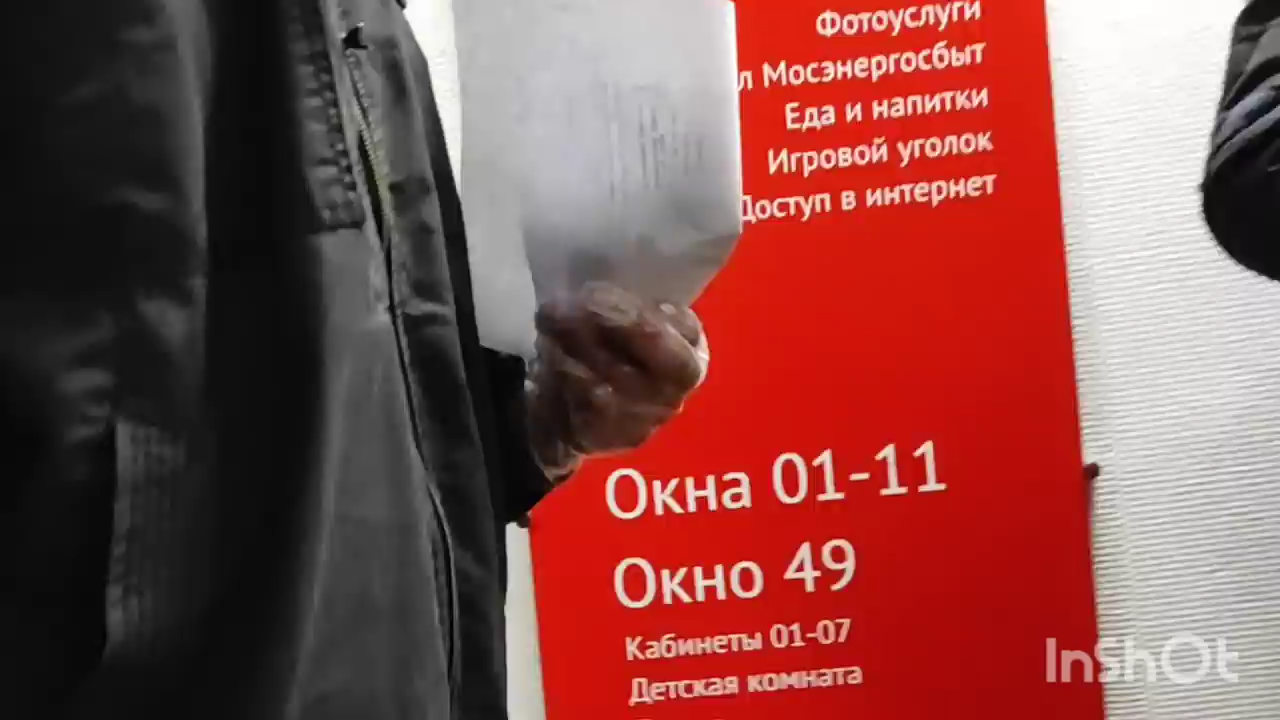 Фотоуслуги
л Мосэнергосбыт
Еда и напитки
Игровой уголок
Доступ в интернет
Окна 01-11
Окно 49
Кабинеты 01-07
Детская комната
InShOt